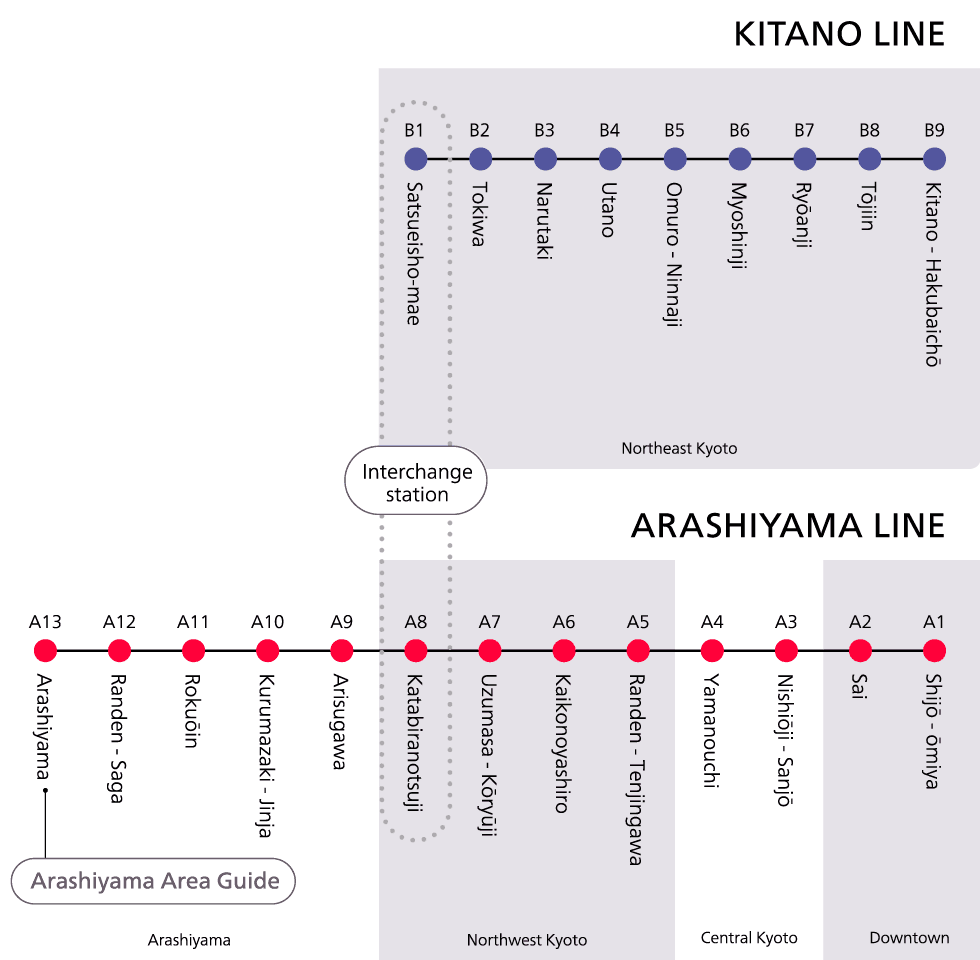 KITANO LINE
B1
B2
B3
B4
B5
B6
B7
B8
B9
Satsueisho-mae
Tokiwa
Narutaki
Utano
Omuro - Ninnaji
Myoshinji
Ryōanji
Tōjiin
Kitano - Hakubaichō
Northeast Kyoto
Interchange
station
ARASHIYAMA LINE
A13
A12
A11
A10
A9
A8
A7
A6
A5
A4
A3
A2
A1
Arashiyama
Randen - Saga
Rokuōin
Kurumazaki - Jinja
Arisugawa
Katabiranotsuji
Uzumasa - Kōryūji
Kaikonoyashiro
Randen - Tenjingawa
Yamanouchi
Nishiōji - Sanjō
Sai
Shijō - ōmiya
Arashiyama Area Guide
Arashiyama
Northwest Kyoto
Central Kyoto
Downtown